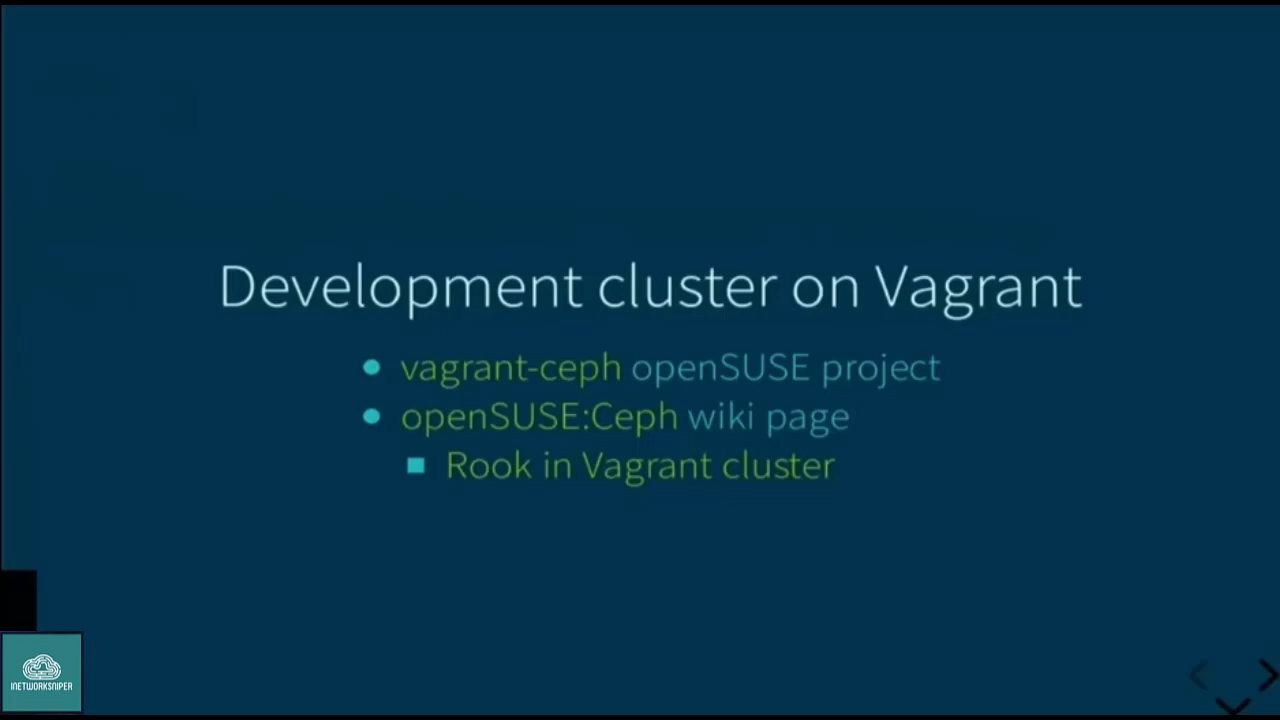 Development cluster on Vagrant
vagrant-ceph openSUSE project
openSUSE:Ceph wiki page
Rook in Vagrant cluster
INETWORKSNIPER